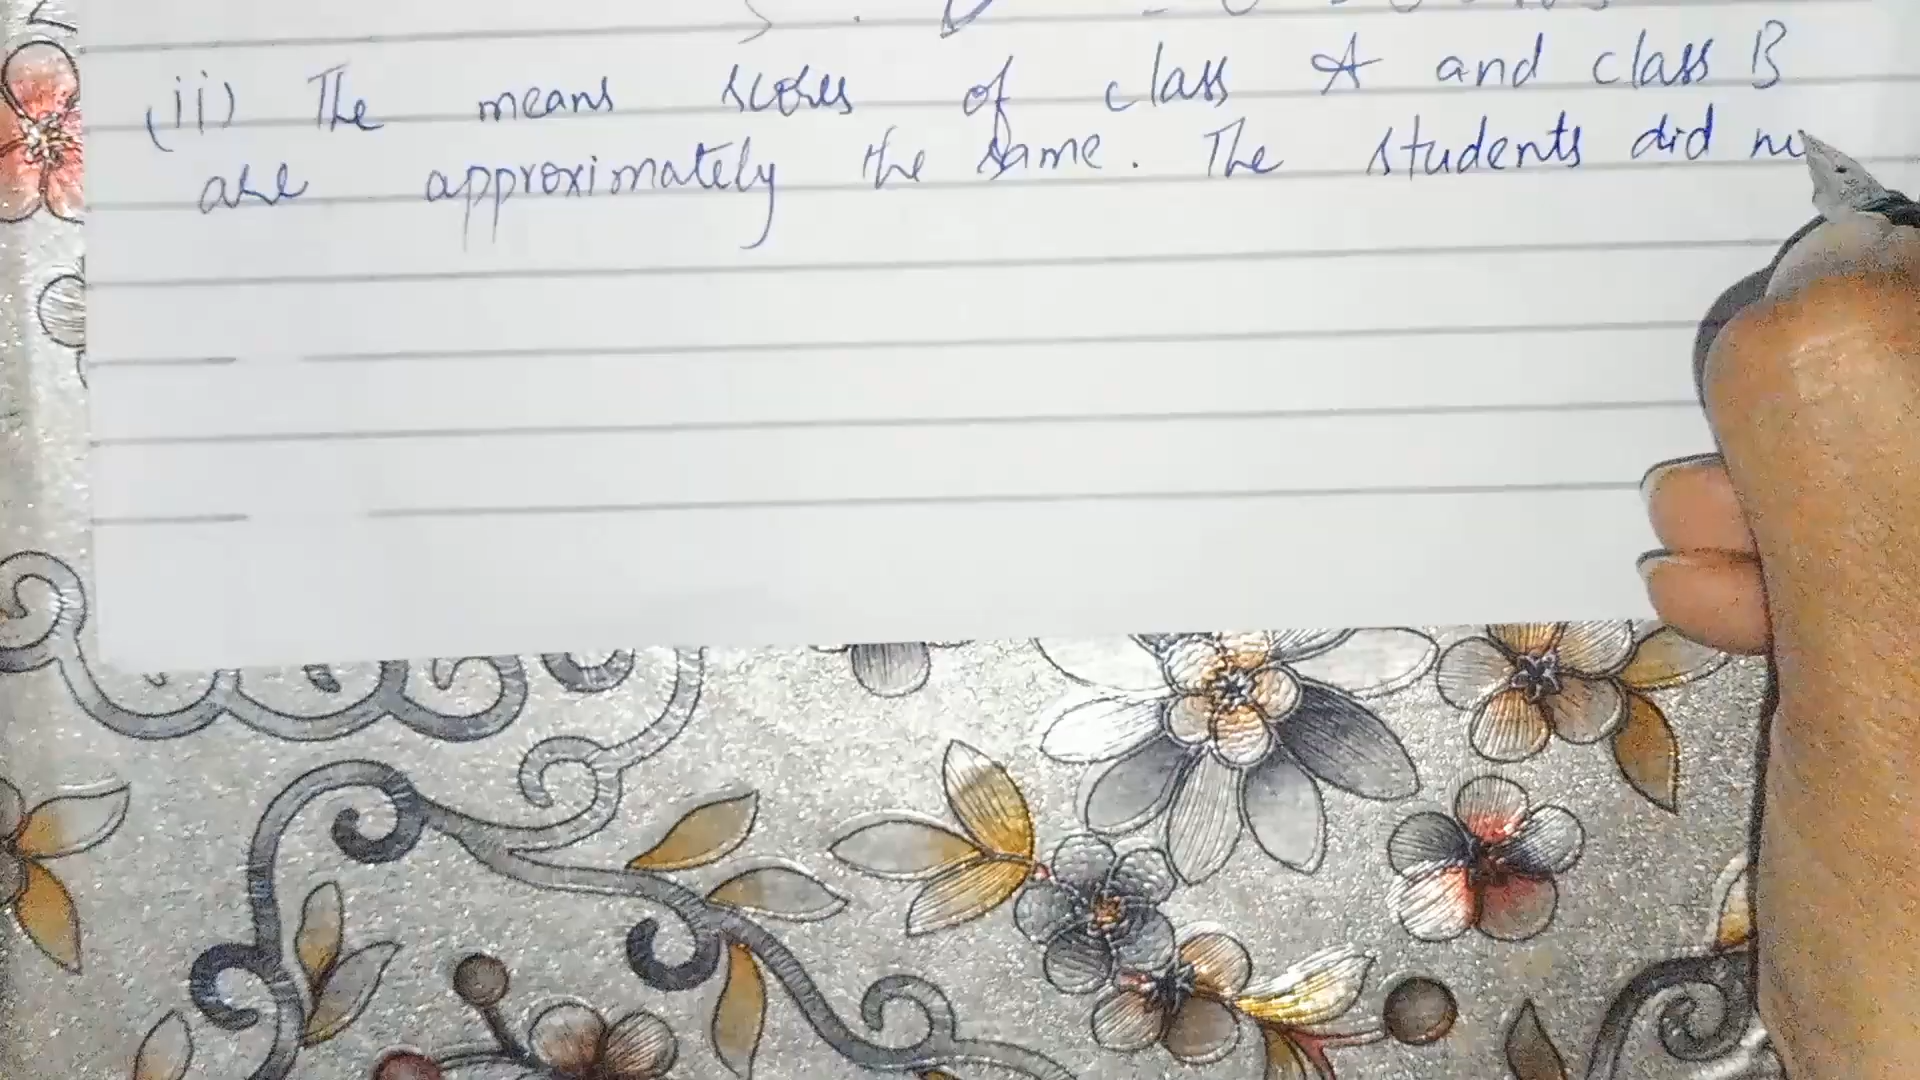 (ii) The means scores of class A and class B
are approximately the same. The students did